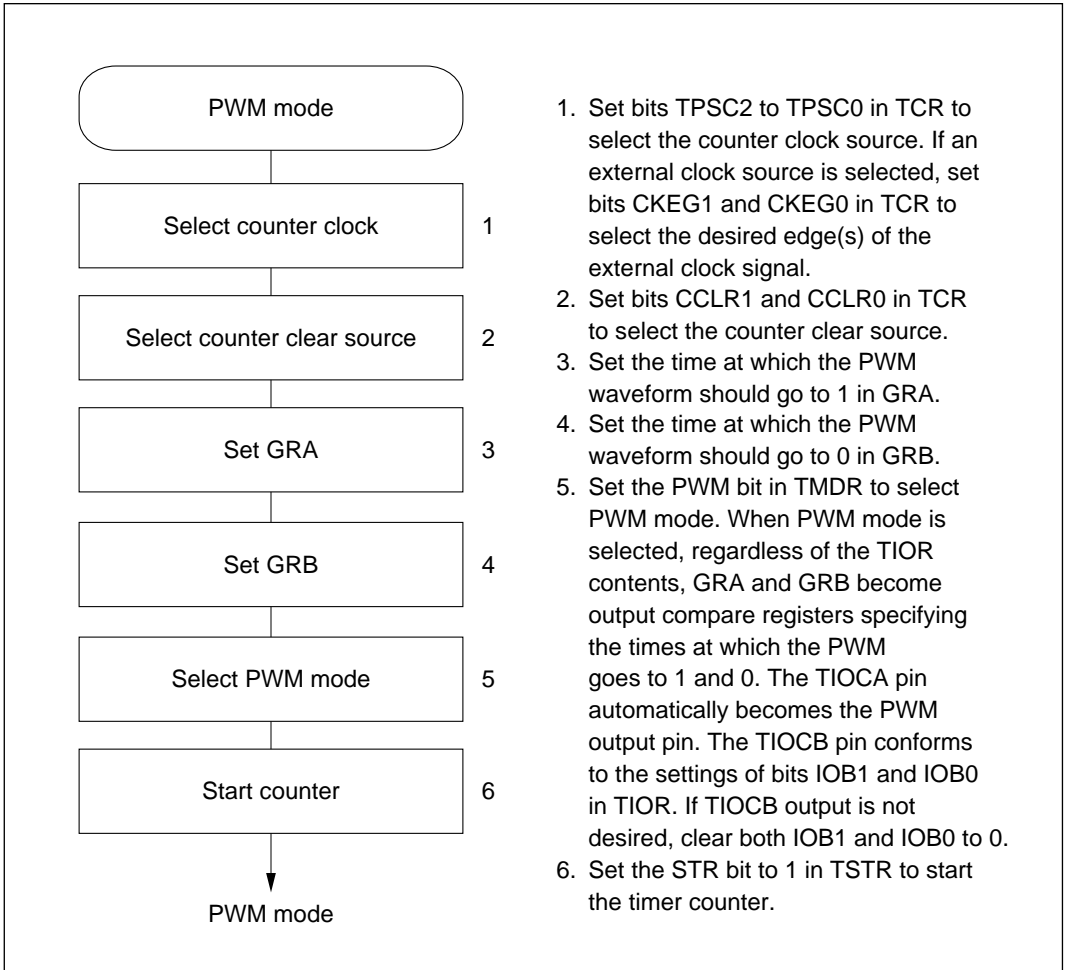 PWM mode
Select counter clock
1
Select counter clear source
2
Set GRA
3
Set GRB
4
Select PWM mode
5
Start counter
6
PWM mode
1. Set bits TPSC2 to TPSC0 in TCR to
select the counter clock source. If an
external clock source is selected, set
bits CKEG1 and CKEG0 in TCR to
select the desired edge(s) of the
external clock signal.
2. Set bits CCLR1 and CCLR0 in TCR
to select the counter clear source.
3. Set the time at which the PWM
waveform should go to 1 in GRA.
4. Set the time at which the PWM
waveform should go to 0 in GRB.
5. Set the PWM bit in TMDR to select
PWM mode. When PWM mode is
selected, regardless of the TIOR
contents, GRA and GRB become
output compare registers specifying
the times at which the PWM
goes to 1 and 0. The TIOCA pin
automatically becomes the PWM
output pin. The TIOCB pin conforms
to the settings of bits IOB1 and IOB0
in TIOR. If TIOCB output is not
desired, clear both IOB1 and IOB0 to 0.
6. Set the STR bit to 1 in TSTR to start
the timer counter.